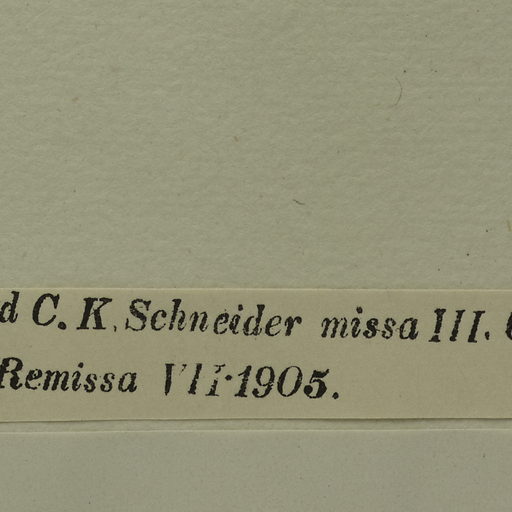 d C. K. Schneider missa III.
Remissa VII·1905.